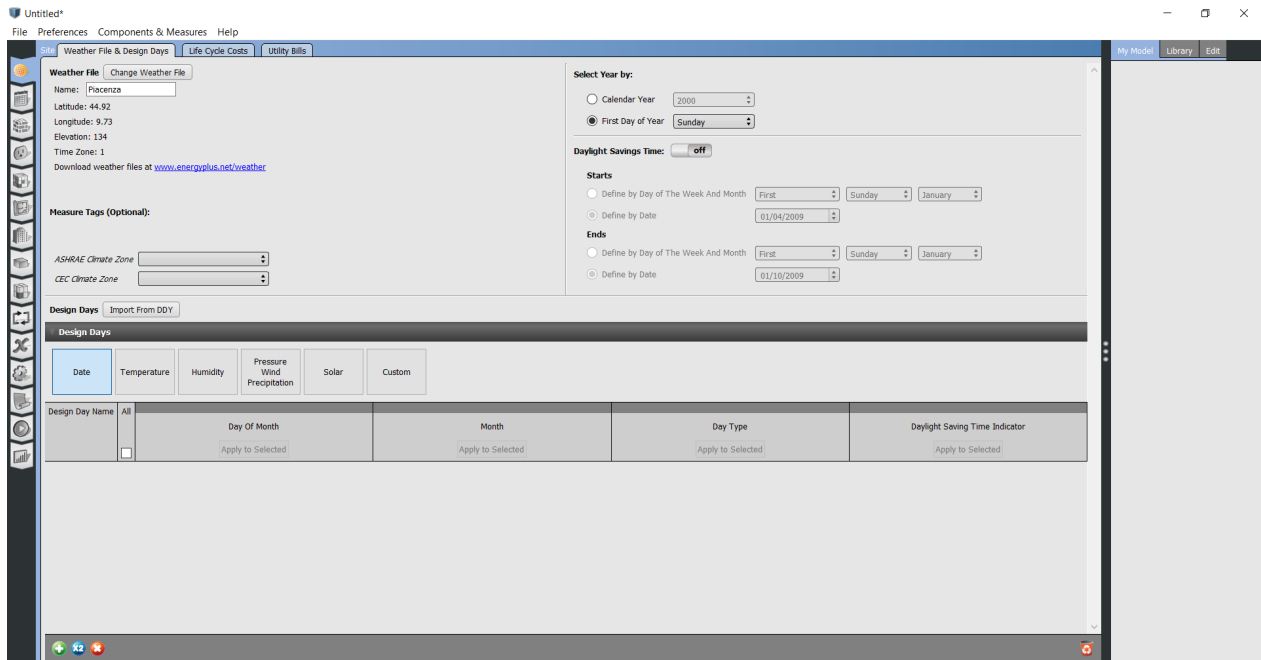 Untitled*
File Preferences Components & Measures Help
Site Weather File & Design Days Life Cycle Costs Utility Bills
My Model Library Edit
Weather File Change Weather File
Name: Piacenza
Latitude: 44.92
Longitude: 9.73
Elevation: 134
Time Zone: 1
Download weather files at www.energyplus.net/weather
Measure Tags (Optional):
ASHRAE Climate Zone
CEC Climate Zone
Select Year by:
Calendar Year 2000
First Day of Year Sunday
Daylight Savings Time: off
Starts
Define by Day of The Week And Month First Sunday January
Define by Date 01/04/2009
Ends
Define by Day of The Week And Month First Sunday January
Define by Date 01/10/2009
Design Days Import From DDY
Design Days
Date Temperature Humidity Pressure Wind Precipitation Solar Custom
Design Day Name All Day Of Month Month Day Type Daylight Saving Time Indicator
Apply to Selected Apply to Selected Apply to Selected Apply to Selected
X2